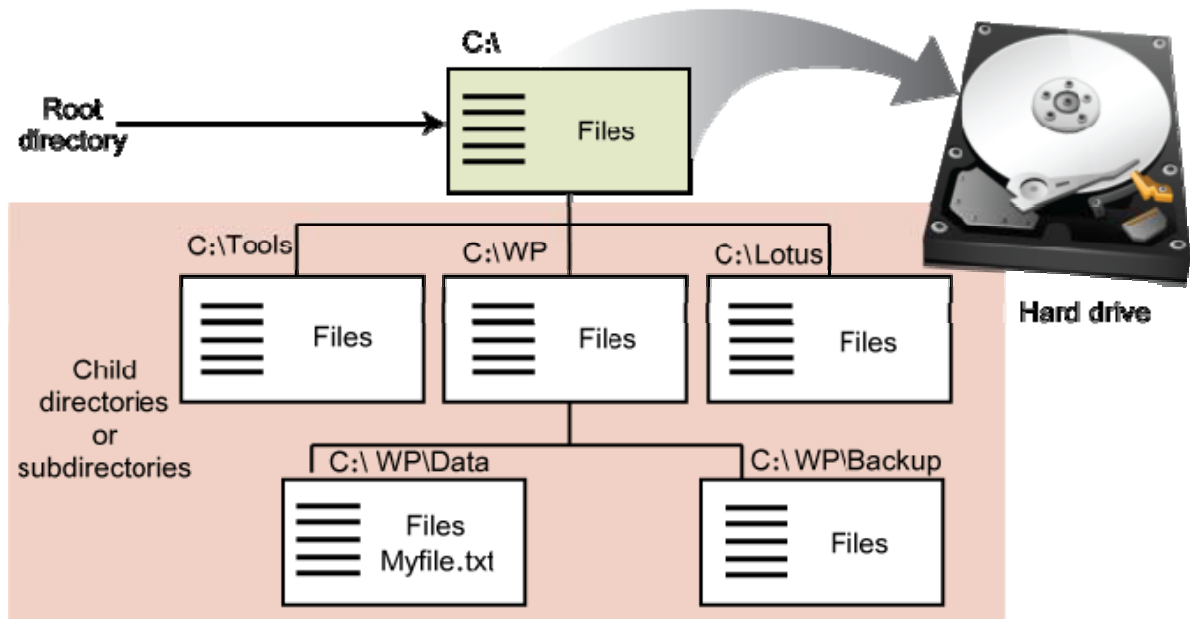 C:\
Root
directory
Files
Hard drive
C:\Tools
C:\WP
C:\Lotus
Files
Files
Files
Child
directories
or
subdirectories
C:\ WP\Data
C:\ WP\Backup
Files
Myfile.txt
Files